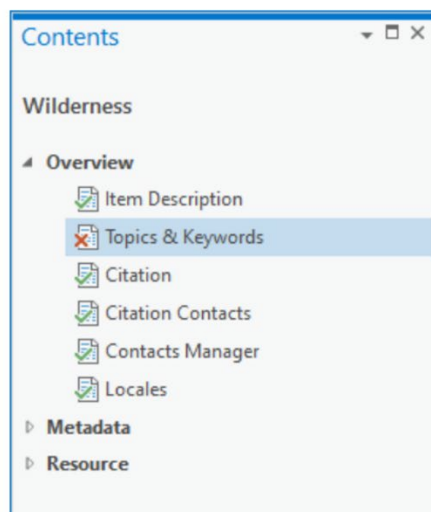 Contents
Wilderness
Overview
Item Description
Topics & Keywords
Citation
Citation Contacts
Contacts Manager
Locales
Metadata
Resource